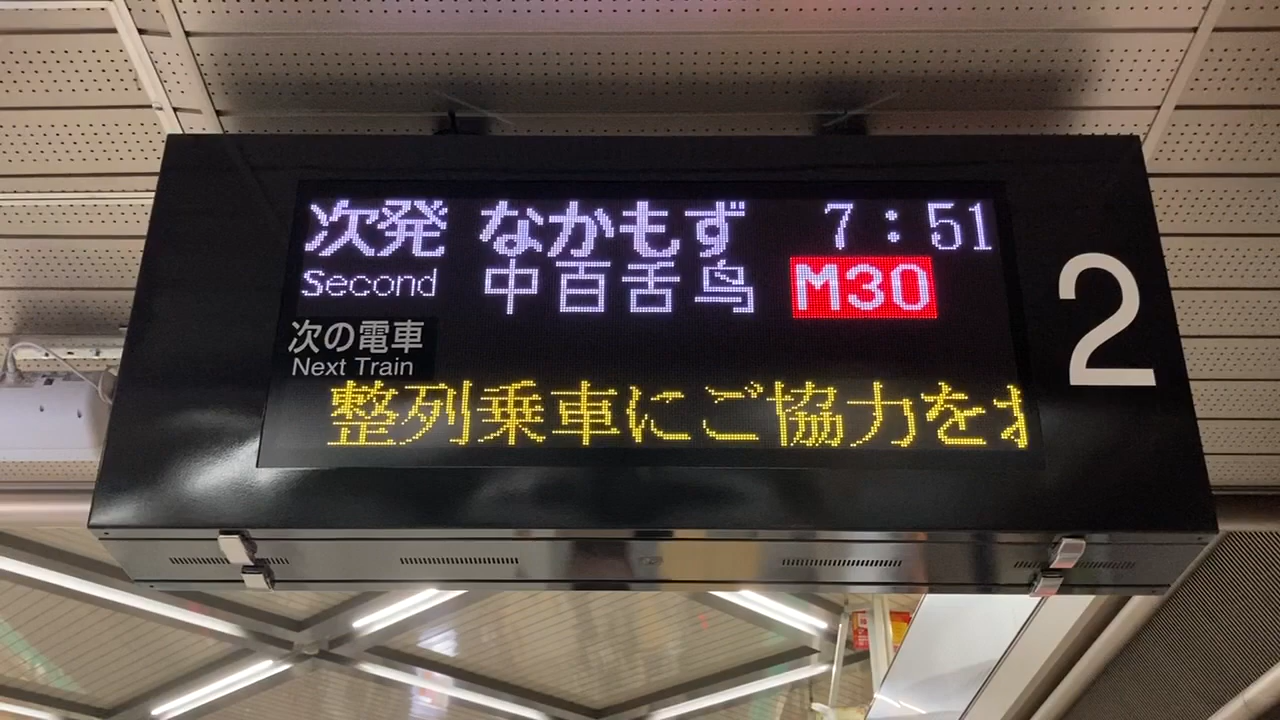 次発 なかもず 7:51
Second 中百舌鳥 M30
次の電車
Next Train
整列乗車にご協力を
2